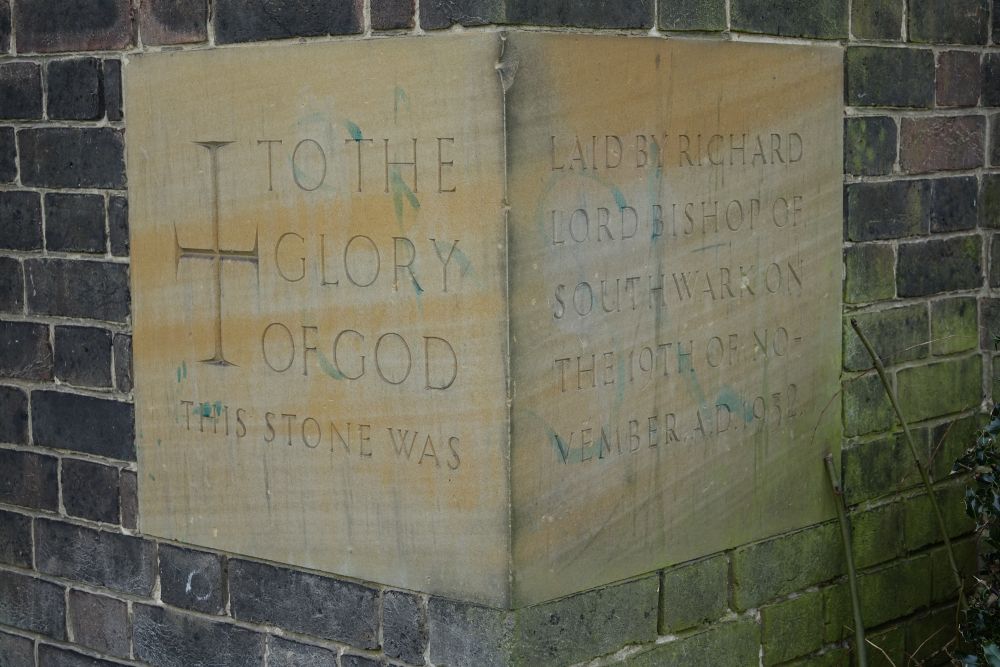 TO THE
GLORY
OF GOD
THIS STONE WAS
LAID BY RICHARD
LORD BISHOP OF
SOUTHWARK ON
THE 19TH OF NO-
VEMBER. A.D. 1932.